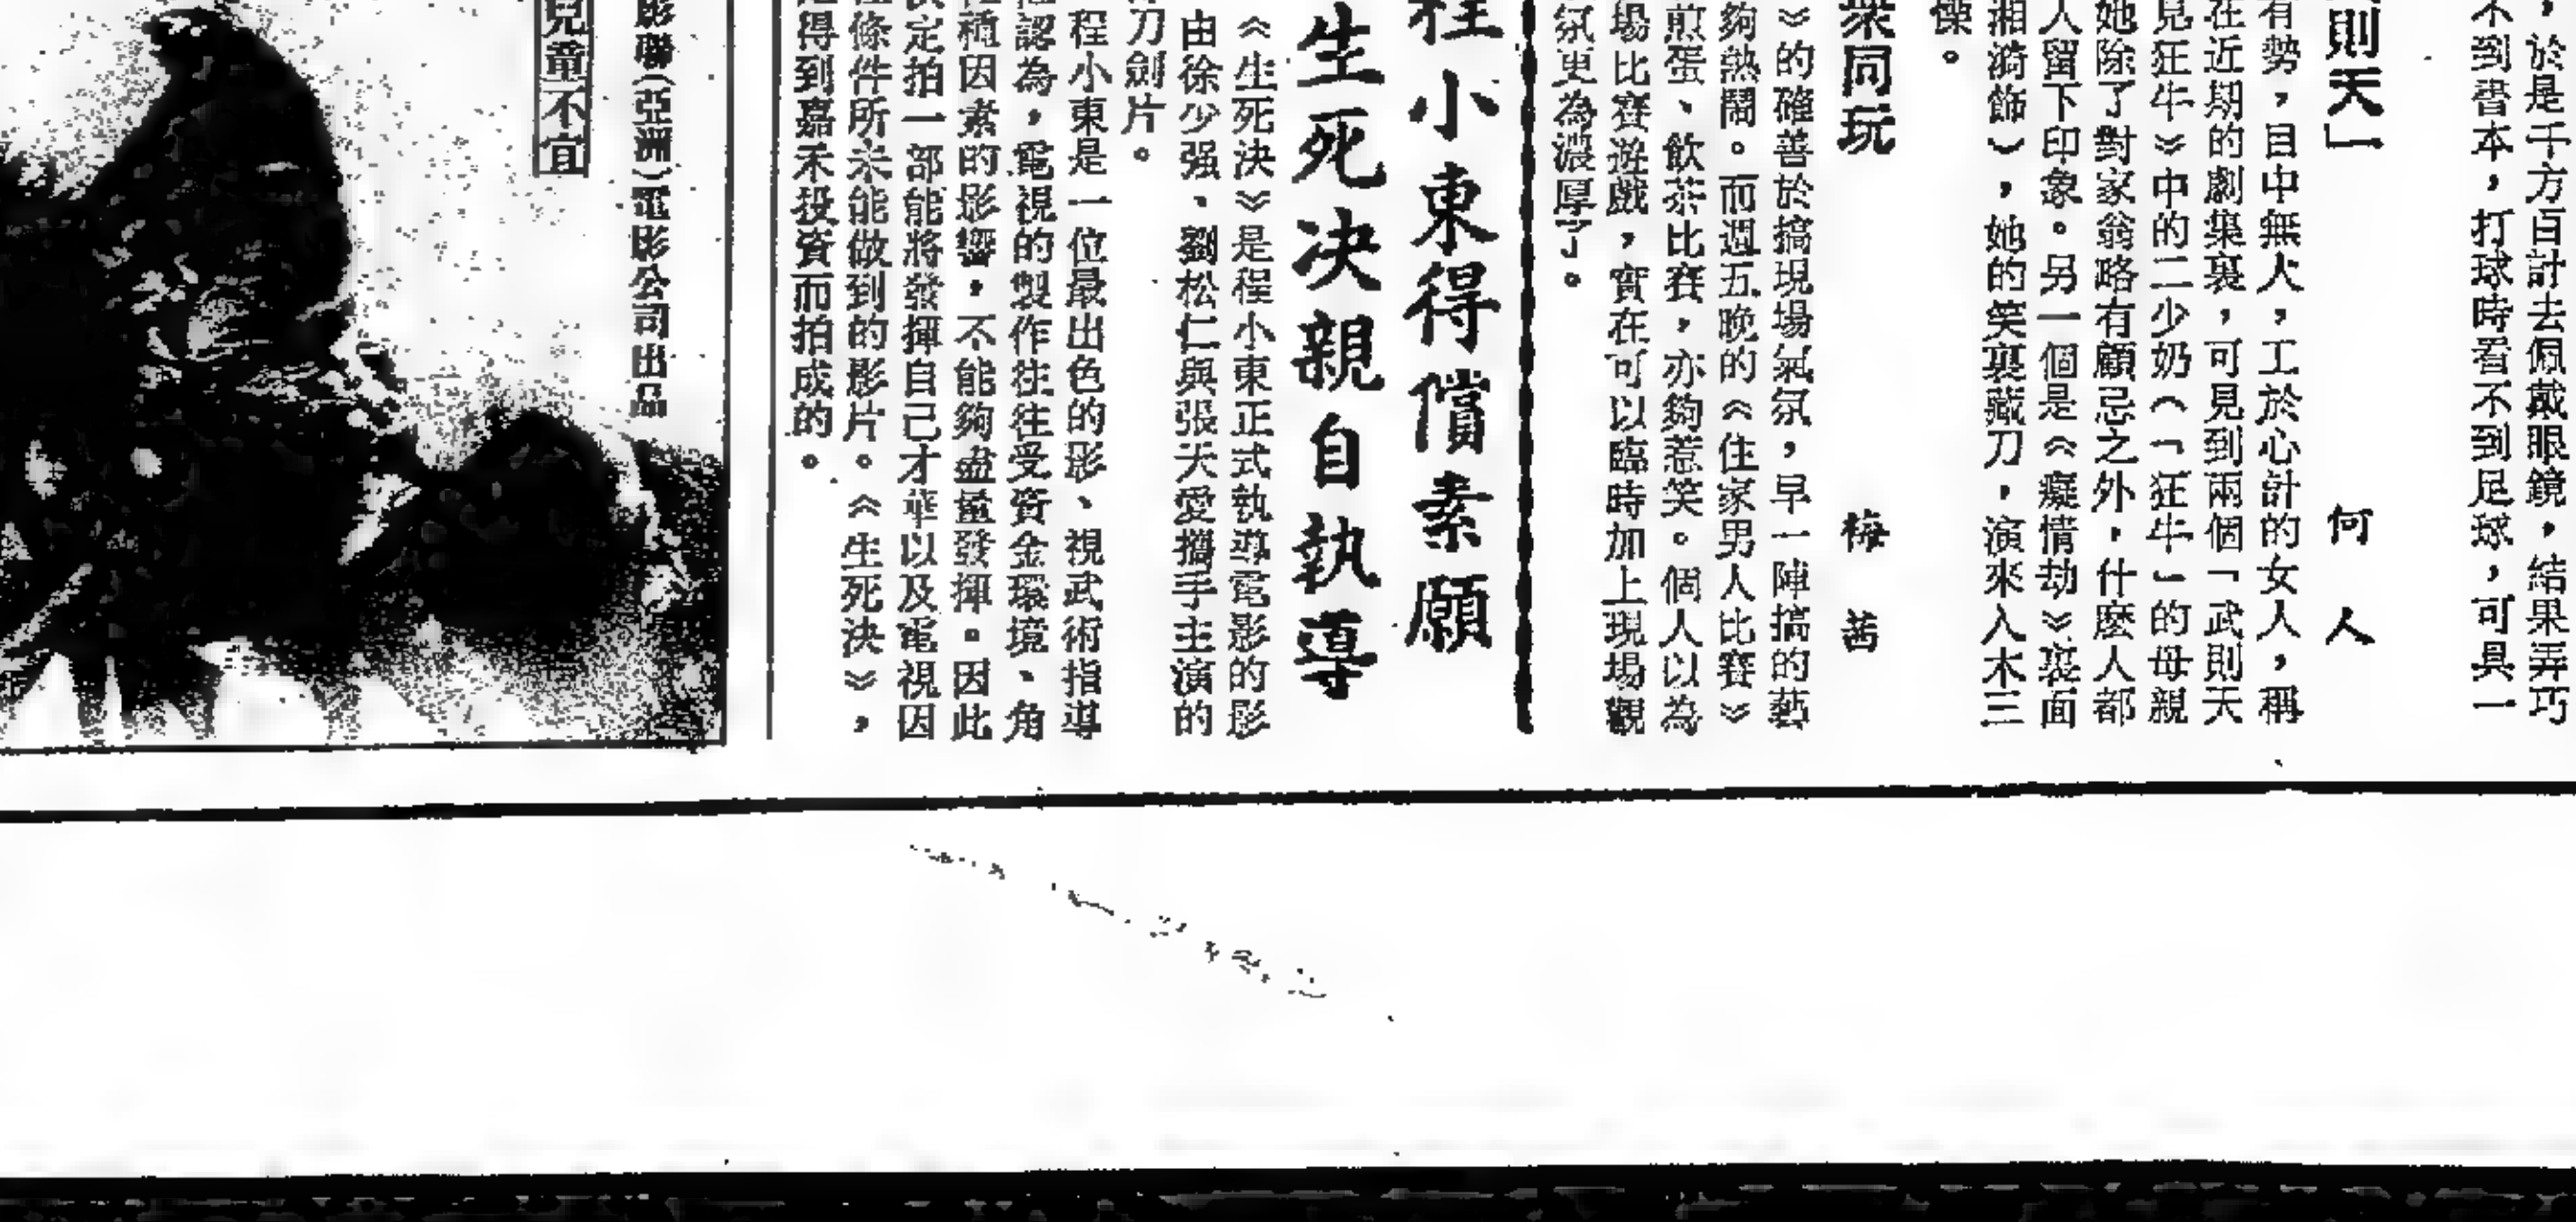 ，於是千方百計去佩戴眼鏡，結果弄巧
不到書本，打球時看不到足球，可具一
則天」
何人
有勢，目中無人，工於心計的女人，稱
在近期的劇集裏，可見到兩個「武則天
見狂牛》中的二少奶（「狂牛」的母親
她除了對家翁略有顧忌之外，什麼人都
人留下印象。另一個是《癡情劫》裏面
湘漪飾），她的笑裏藏刀，演來入木三
慄。
衆同玩
梅茜
》的確善於搞現場氣氛，早一陣搞的藝
夠熱鬧。而週五晚的《住家男人比賽》
煎蛋、飲茶比賽，亦夠惹笑。個人以為
場比賽遊戲，實在可以臨時加上現場觀
氛更為濃厚了。
程小東得償素願
生死决親自執導
《生死決》是程小東正式執導電影的影
由徐少强、劉松仁與張天愛攜手主演的
刀劍片。
程小東是一位最出色的影、視武術指導
認為，電視的製作往往受資金環境、角
種因素的影響，不能夠盡量發揮。因此
決定拍一部能將發揮自己才華以及電視因
條件所未能做到的影片。《生死決》，
得到嘉禾投資而拍成的。
影聯(亞洲)電影公司出品
兒童不宜